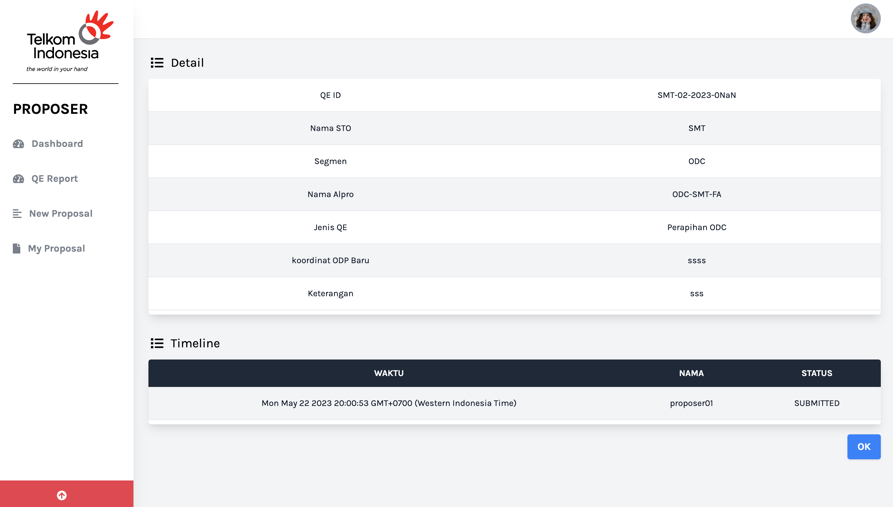 Telkom
Indonesia
the world in your hand
PROPOSER
Dashboard
QE Report
New Proposal
My Proposal
Detail
QE ID SMT-02-2023-0NaN
Nama STO SMT
Segmen ODC
Nama Alpro ODC-SMT-FA
Jenis QE Perapihan ODC
koordinat ODP Baru ssss
Keterangan sss
Timeline
WAKTU NAMA STATUS
Mon May 22 2023 20:00:53 GMT+0700 (Western Indonesia Time) proposer01 SUBMITTED
OK